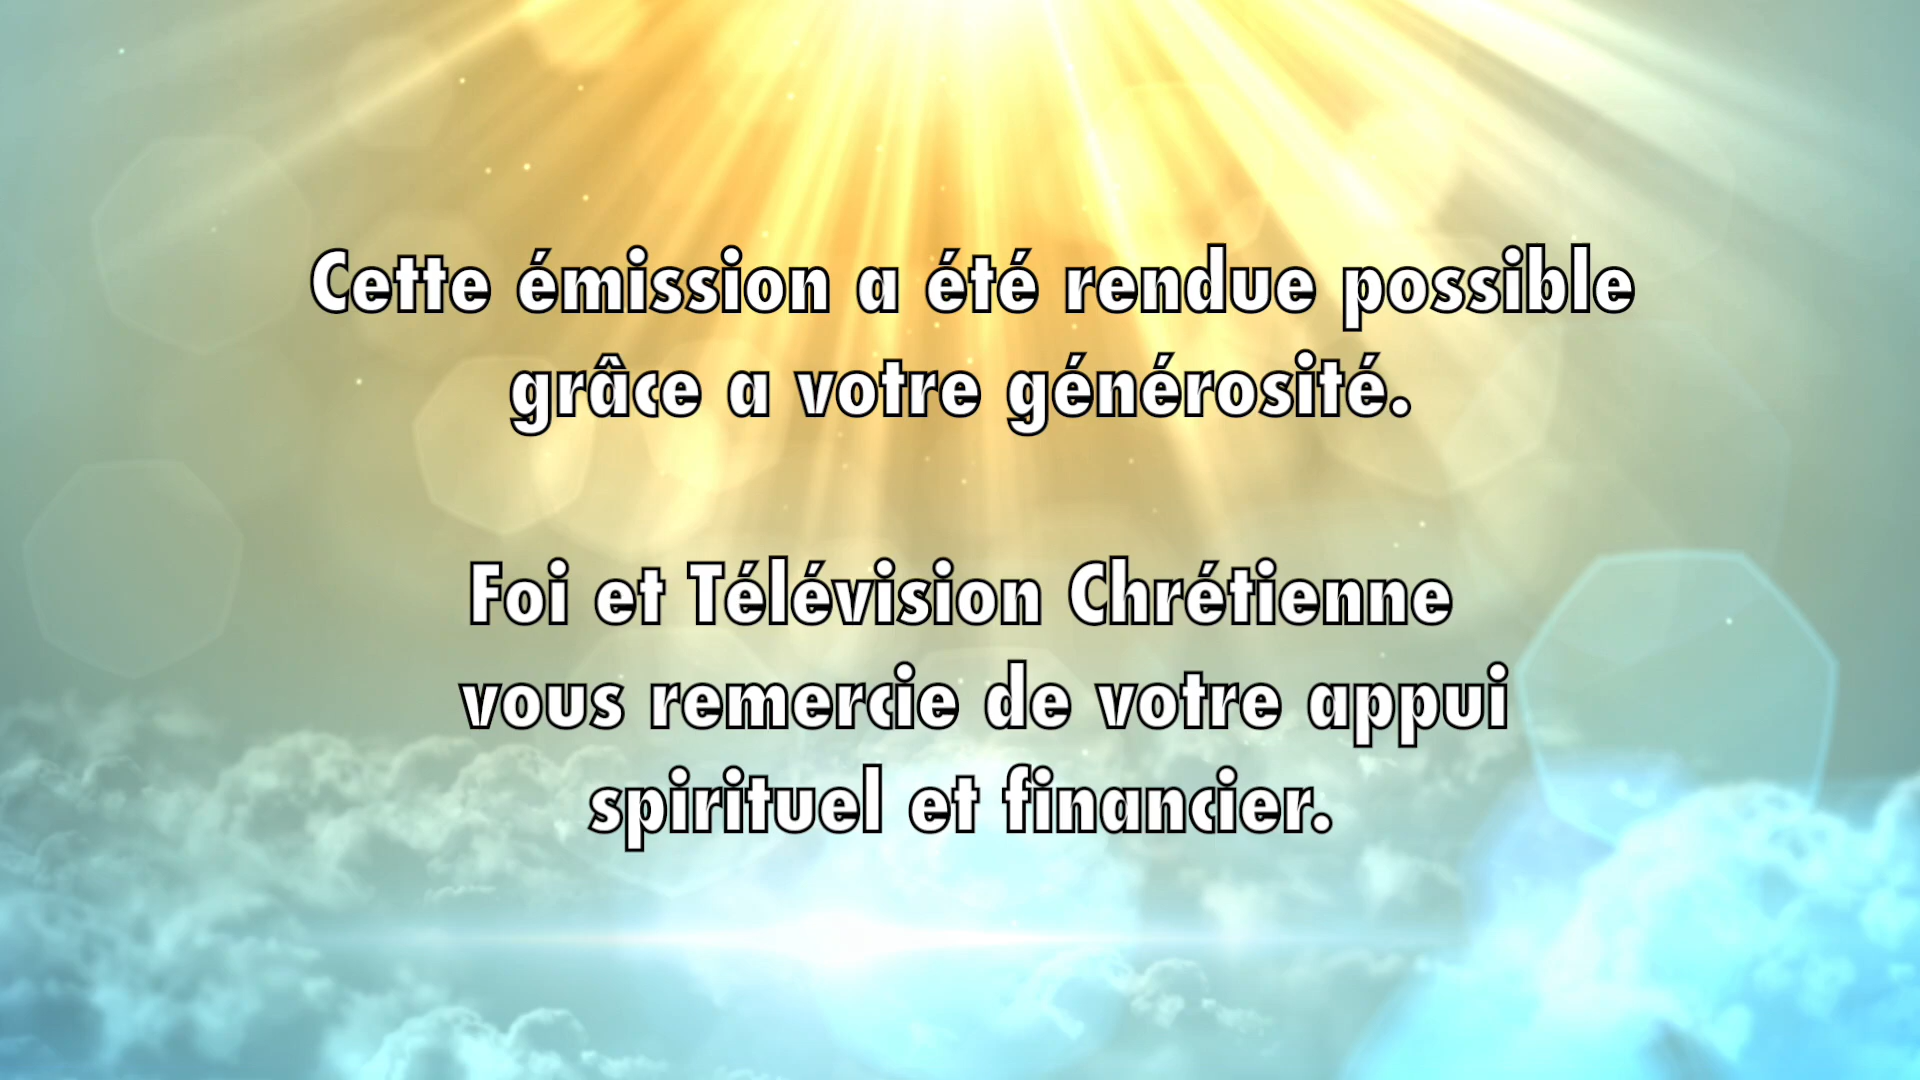 Cette émission a été rendue possible
grâce a votre générosité.
Foi et Télévision Chrétienne
vous remercie de votre appui
spirituel et financier.